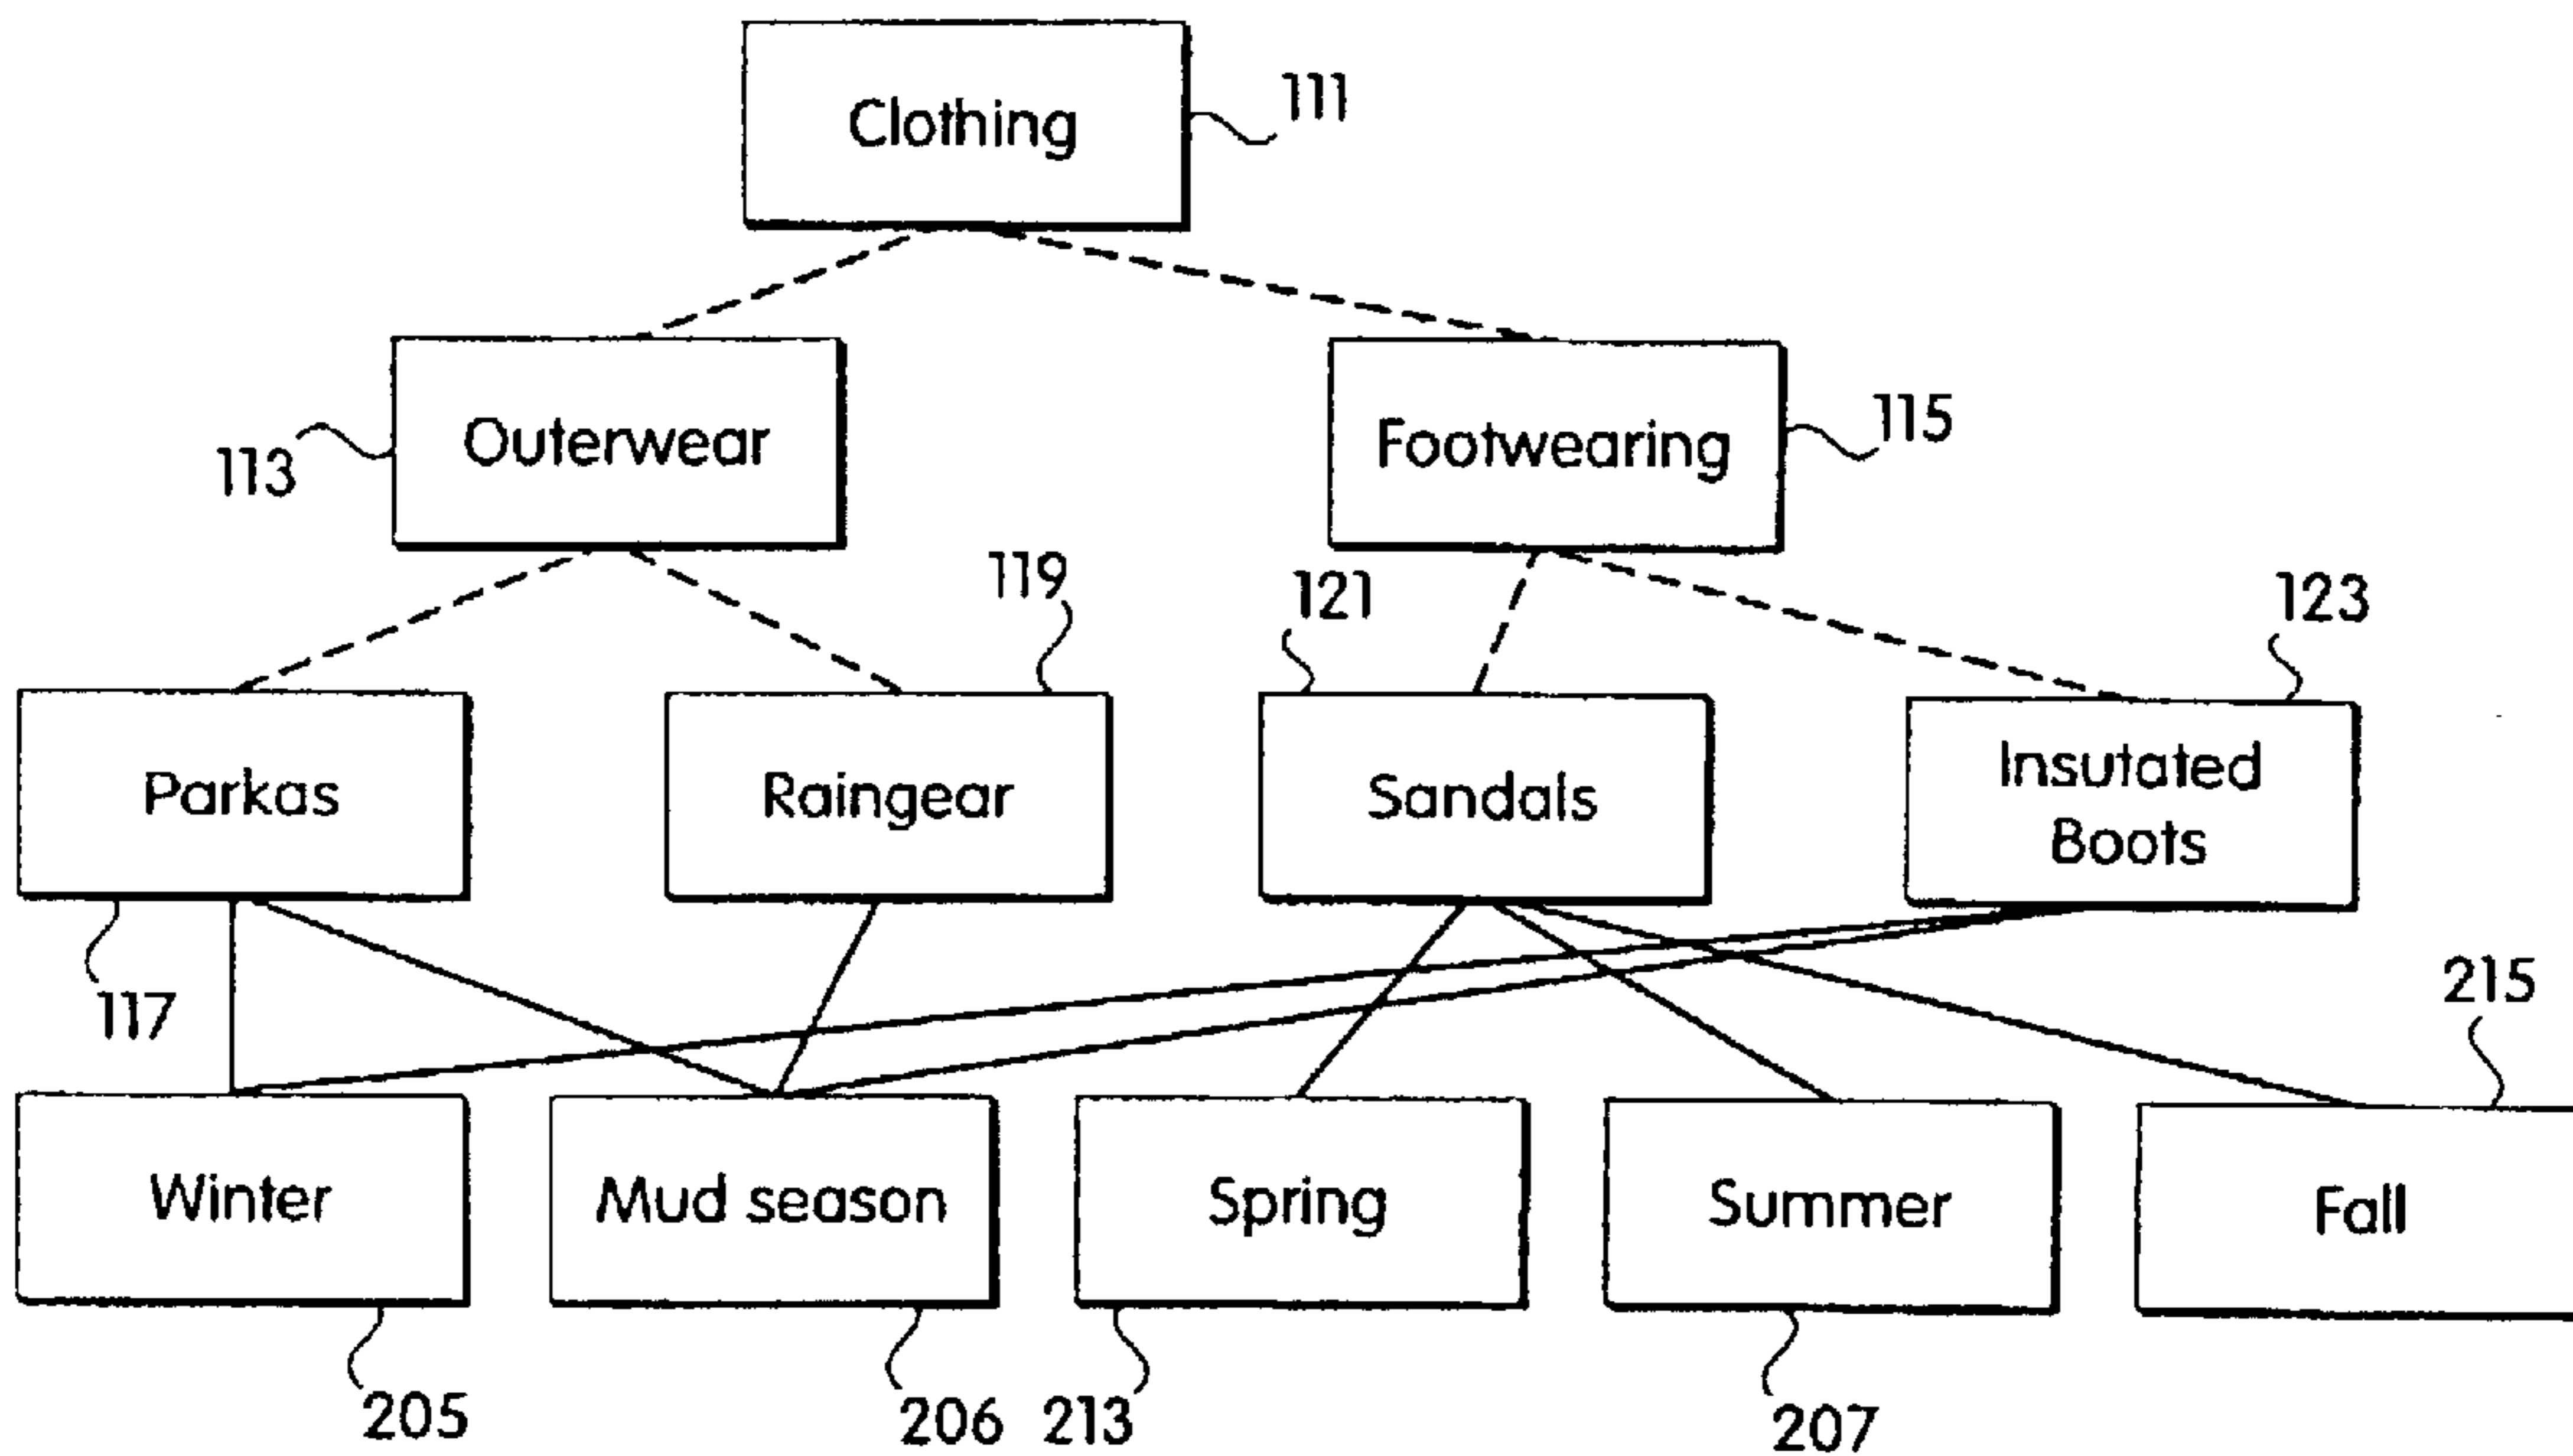 Clothing
111
Outerwear
113
Footwearing
115
119
121
123
Parkas
Raingear
Sandals
Insutated
Boots
117
215
Winter
Mud season
Spring
Summer
Fall
205
206
213
207